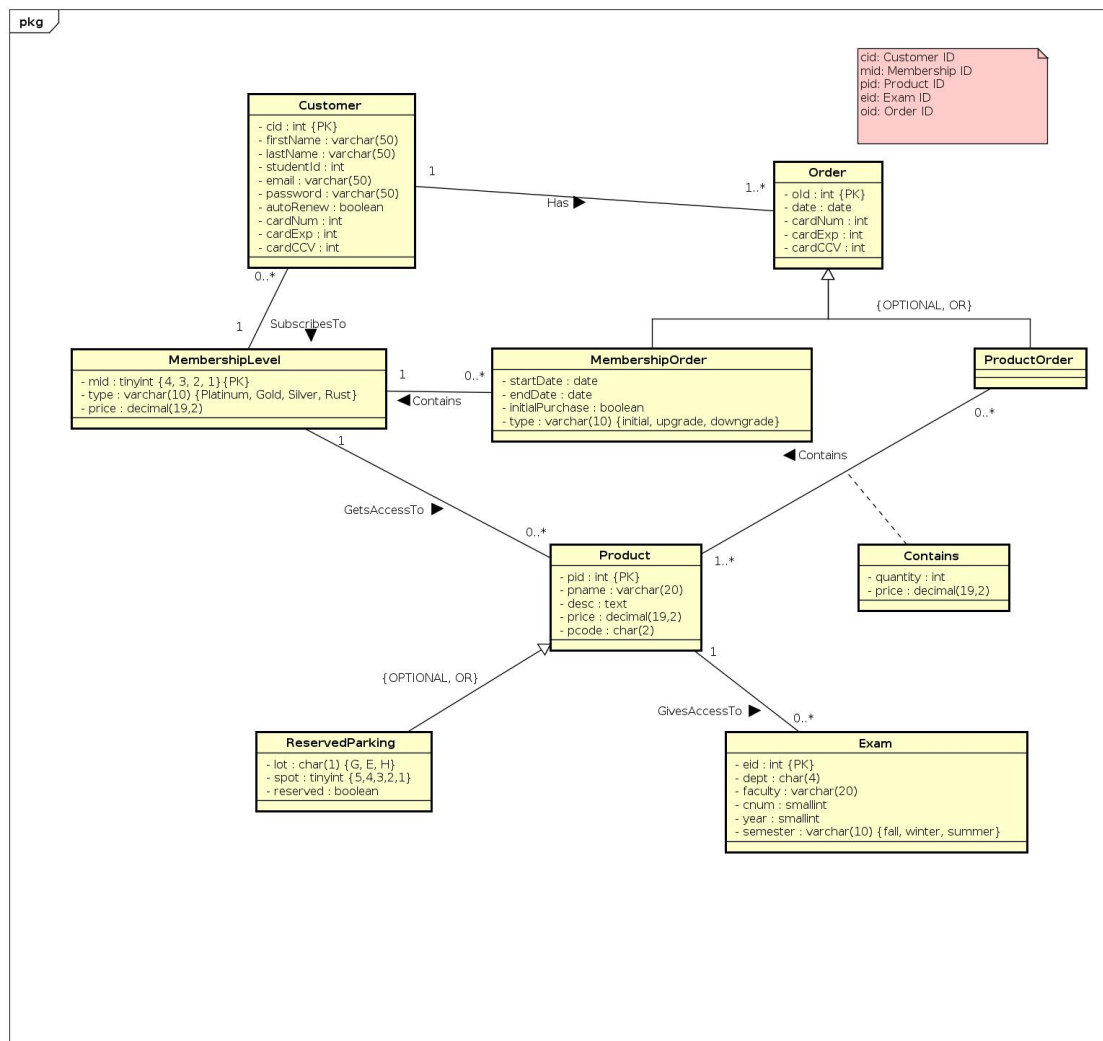 pkg
cid: Customer ID
mid: Membership ID
pid: Product ID
eid: Exam ID
oid: Order ID
Customer
- cid : int {PK}
- firstName : varchar(50)
- lastName : varchar(50)
- studentId : int
- email : varchar(50)
- password : varchar(50)
- autoRenew : boolean
- cardNum : int
- cardExp : int
- cardCCV : int
1
Has
1..*
Order
- oId : int {PK}
- date : date
- cardNum : int
- cardExp : int
- cardCCV : int
0..*
1
SubscribesTo
{OPTIONAL, OR}
MembershipLevel
- mid : tinyint {4, 3, 2, 1}{PK}
- type : varchar(10) {Platinum, Gold, Silver, Rust}
- price : decimal(19,2)
1
0..*
Contains
MembershipOrder
- startDate : date
- endDate : date
- initialPurchase : boolean
- type : varchar(10) {initial, upgrade, downgrade}
ProductOrder
0..*
Contains
1
GetsAccessTo
0..*
1..*
Product
- pid : int {PK}
- pname : varchar(20)
- desc : text
- price : decimal(19,2)
- pcode : char(2)
Contains
- quantity : int
- price : decimal(19,2)
{OPTIONAL, OR}
1
GivesAccessTo
0..*
ReservedParking
- lot : char(1) {G, E, H}
- spot : tinyint {5,4,3,2,1}
- reserved : boolean
Exam
- eid : int {PK}
- dept : char(4)
- faculty : varchar(20)
- cnum : smallint
- year : smallint
- semester : varchar(10) {fall, winter, summer}